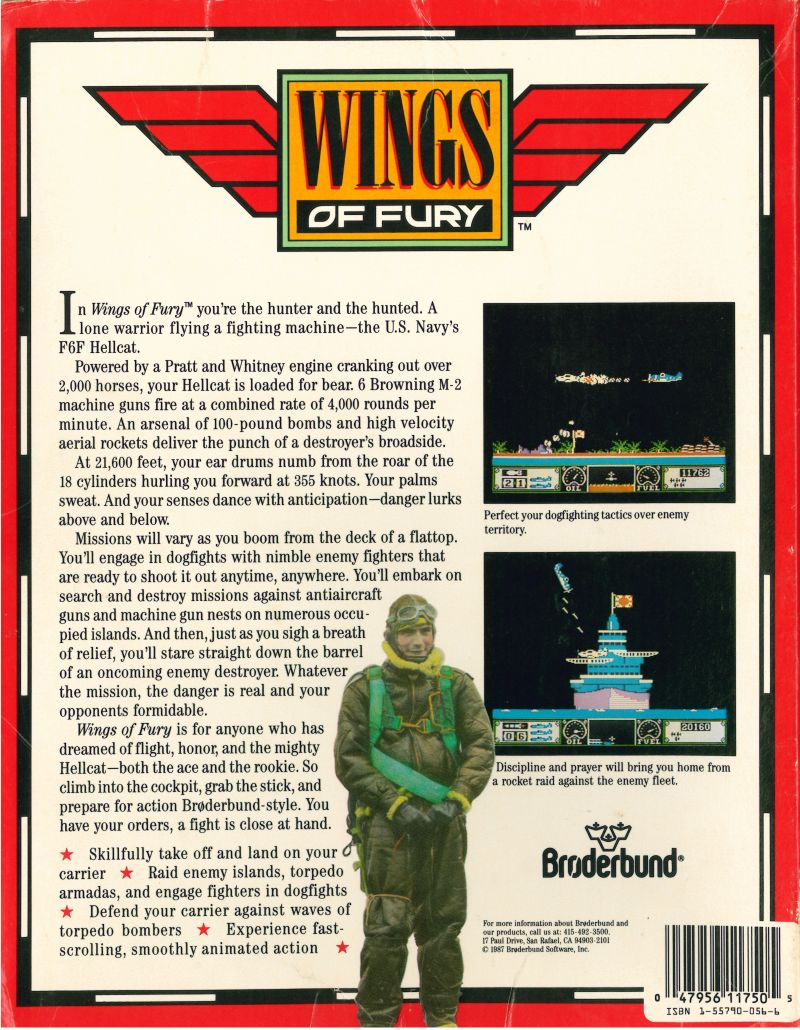 WINGS
OF FURY
TM
In Wings of Fury™ you're the hunter and the hunted. A
lone warrior flying a fighting machine—the U.S. Navy's
F6F Hellcat.
Powered by a Pratt and Whitney engine cranking out over
2,000 horses, your Hellcat is loaded for bear. 6 Browning M-2
machine guns fire at a combined rate of 4,000 rounds per
minute. An arsenal of 100-pound bombs and high velocity
aerial rockets deliver the punch of a destroyer's broadside.
At 21,600 feet, your ear drums numb from the roar of the
18 cylinders hurling you forward at 355 knots. Your palms
sweat. And your senses dance with anticipation—danger lurks
above and below.
Missions will vary as you boom from the deck of a flattop.
You'll engage in dogfights with nimble enemy fighters that
are ready to shoot it out anytime, anywhere. You'll embark on
search and destroy missions against antiaircraft
guns and machine gun nests on numerous occu-
pied islands. And then, just as you sigh a breath
of relief, you'll stare straight down the barrel
of an oncoming enemy destroyer. Whatever
the mission, the danger is real and your
opponents formidable.
Wings of Fury is for anyone who has
dreamed of flight, honor, and the mighty
Hellcat—both the ace and the rookie. So
climb into the cockpit, grab the stick, and
prepare for action Brøderbund-style. You
have your orders, a fight is close at hand.
★ Skillfully take off and land on your
carrier ★ Raid enemy islands, torpedo
armadas, and engage fighters in dogfights
★ Defend your carrier against waves of
torpedo bombers ★ Experience fast-
scrolling, smoothly animated action ★
21 OIL FUEL 11762
Perfect your dogfighting tactics over enemy
territory.
06 OIL FUEL 20160
Discipline and prayer will bring you home from
a rocket raid against the enemy fleet.
Brøderbund®
For more information about Brøderbund and
our products, call us at: 415-492-3500.
17 Paul Drive, San Rafael, CA 94903-2101
© 1987 Brøderbund Software, Inc.
0 47956 11750 5
ISBN 1-55790-056-6